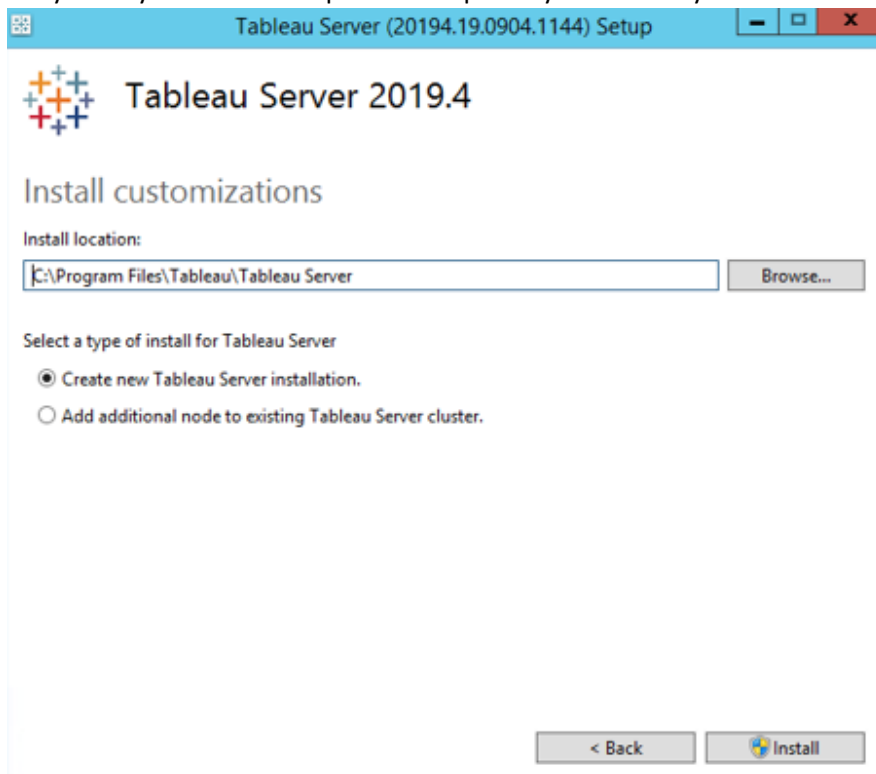 Tableau Server (20194.19.0904.1144) Setup
Tableau Server 2019.4
Install customizations
Install location:
C:\Program Files\Tableau\Tableau Server
Browse...
Select a type of install for Tableau Server
Create new Tableau Server installation.
Add additional node to existing Tableau Server cluster.
< Back
Install